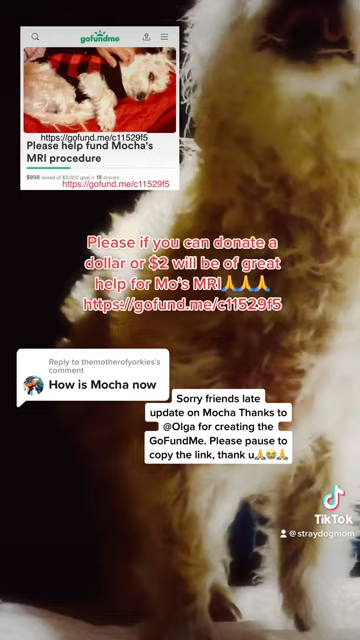 gofundme
https://gofund.me/c11529f5
Please help fund Mocha's
MRI procedure
$898 raised of $3,000 goal • 18 donors
https://gofund.me/c11529f5
Please if you can donate a
dollar or $2 will be of great
help for Mo's MRI🙏🙏🙏
https://gofund.me/c11529f5
Reply to themotherofyorkies's
comment
How is Mocha now
Sorry friends late
update on Mocha Thanks to
@Olga for creating the
GoFundMe. Please pause to
copy the link, thank u🙏😭🙏
TikTok
@straydogmom